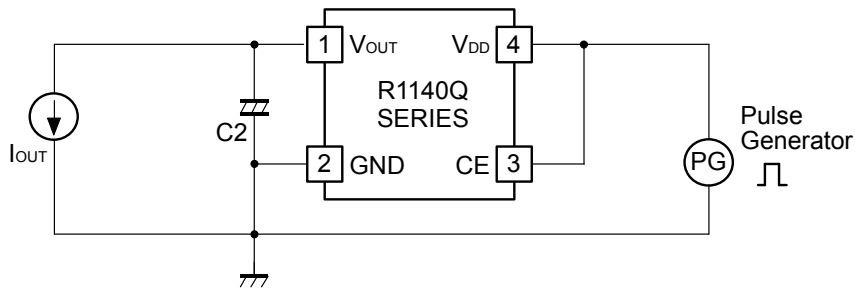 1 VOUT VDD 4
R1140Q
SERIES
C2
IOUT
2 GND CE 3
PG
Pulse
Generator